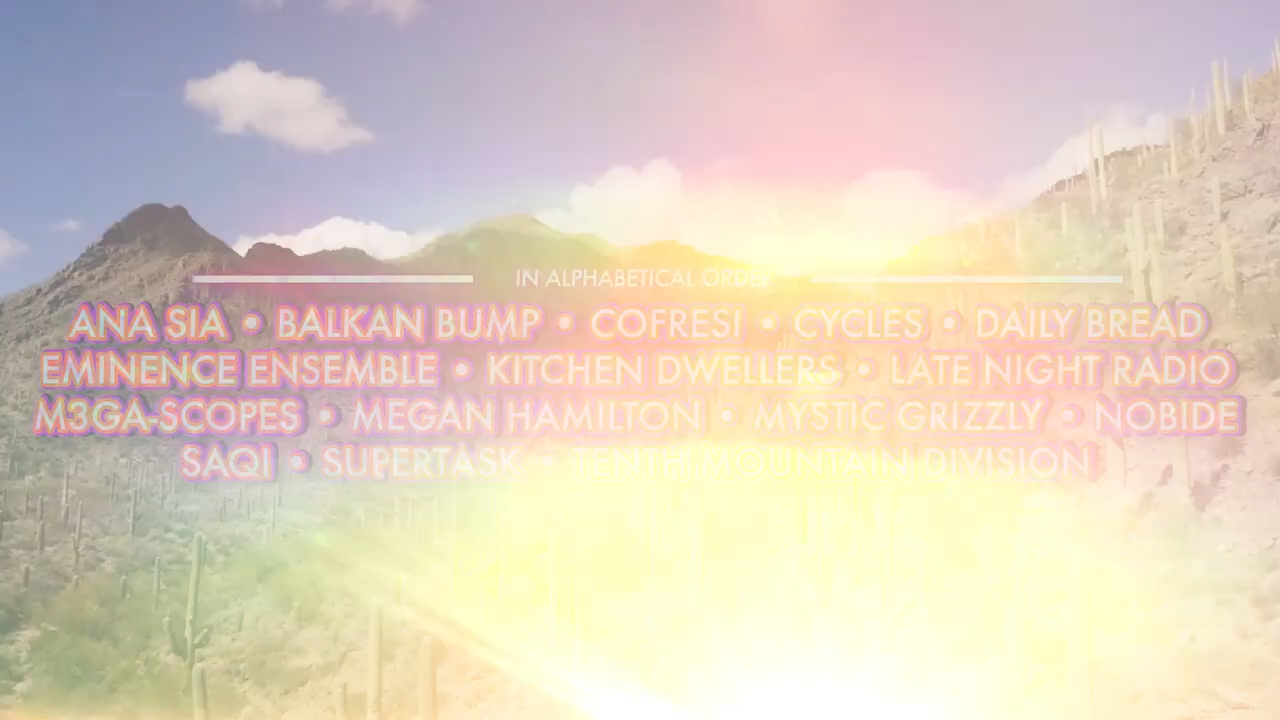 IN ALPHABETICAL ORDER
ANA SIA • BALKAN BUMP • COFRESI • CYCLES • DAILY BREAD
EMINENCE ENSEMBLE • KITCHEN DWELLERS • LATE NIGHT RADIO
M3GA-SCOPES • MEGAN HAMILTON • MYSTIC GRIZZLY • NOBIDE
SAQI • SUPERTASK • TENTH MOUNTAIN DIVISION